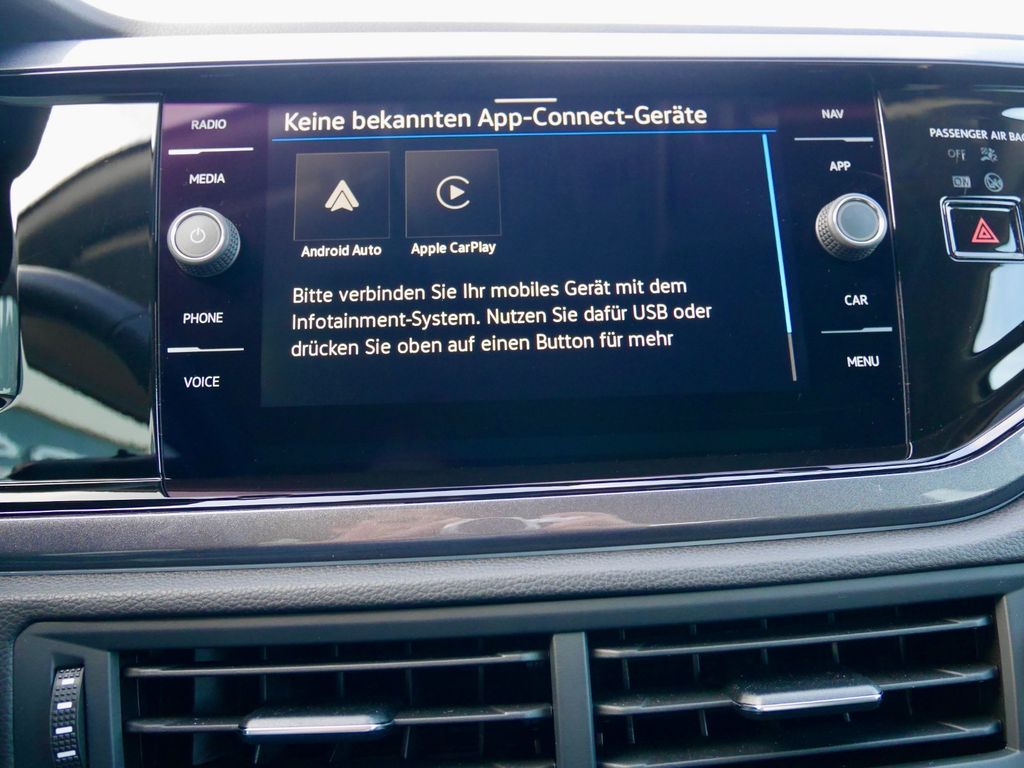 RADIO
MEDIA
PHONE
VOICE
Keine bekannten App-Connect-Geräte
Android Auto
Apple CarPlay
Bitte verbinden Sie Ihr mobiles Gerät mit dem
Infotainment-System. Nutzen Sie dafür USB oder
drücken Sie oben auf einen Button für mehr
NAV
APP
CAR
MENU
PASSENGER AIR BAG
OFF
ON